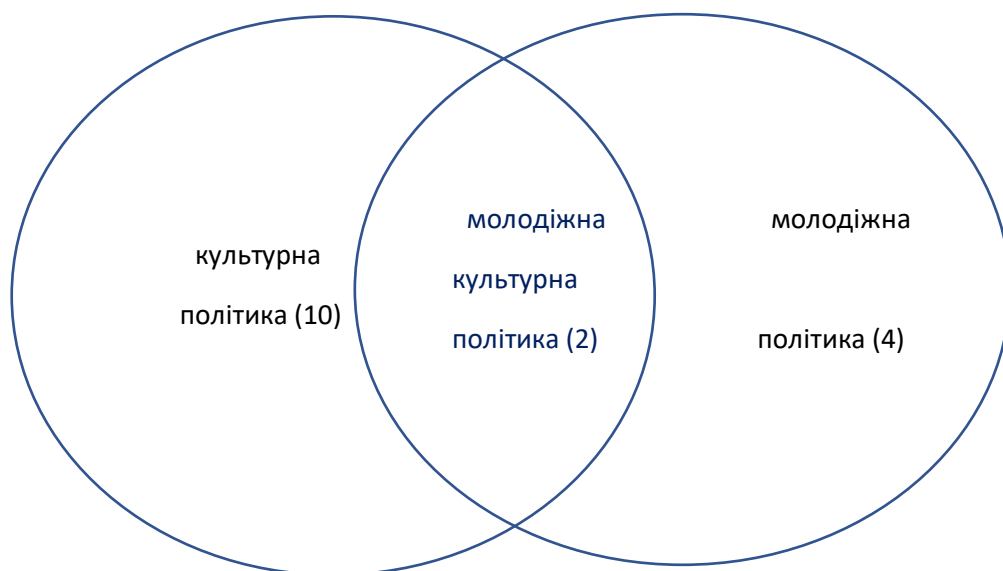 культурна
політика (10)
молодіжна
культурна
політика (2)
молодіжна
політика (4)